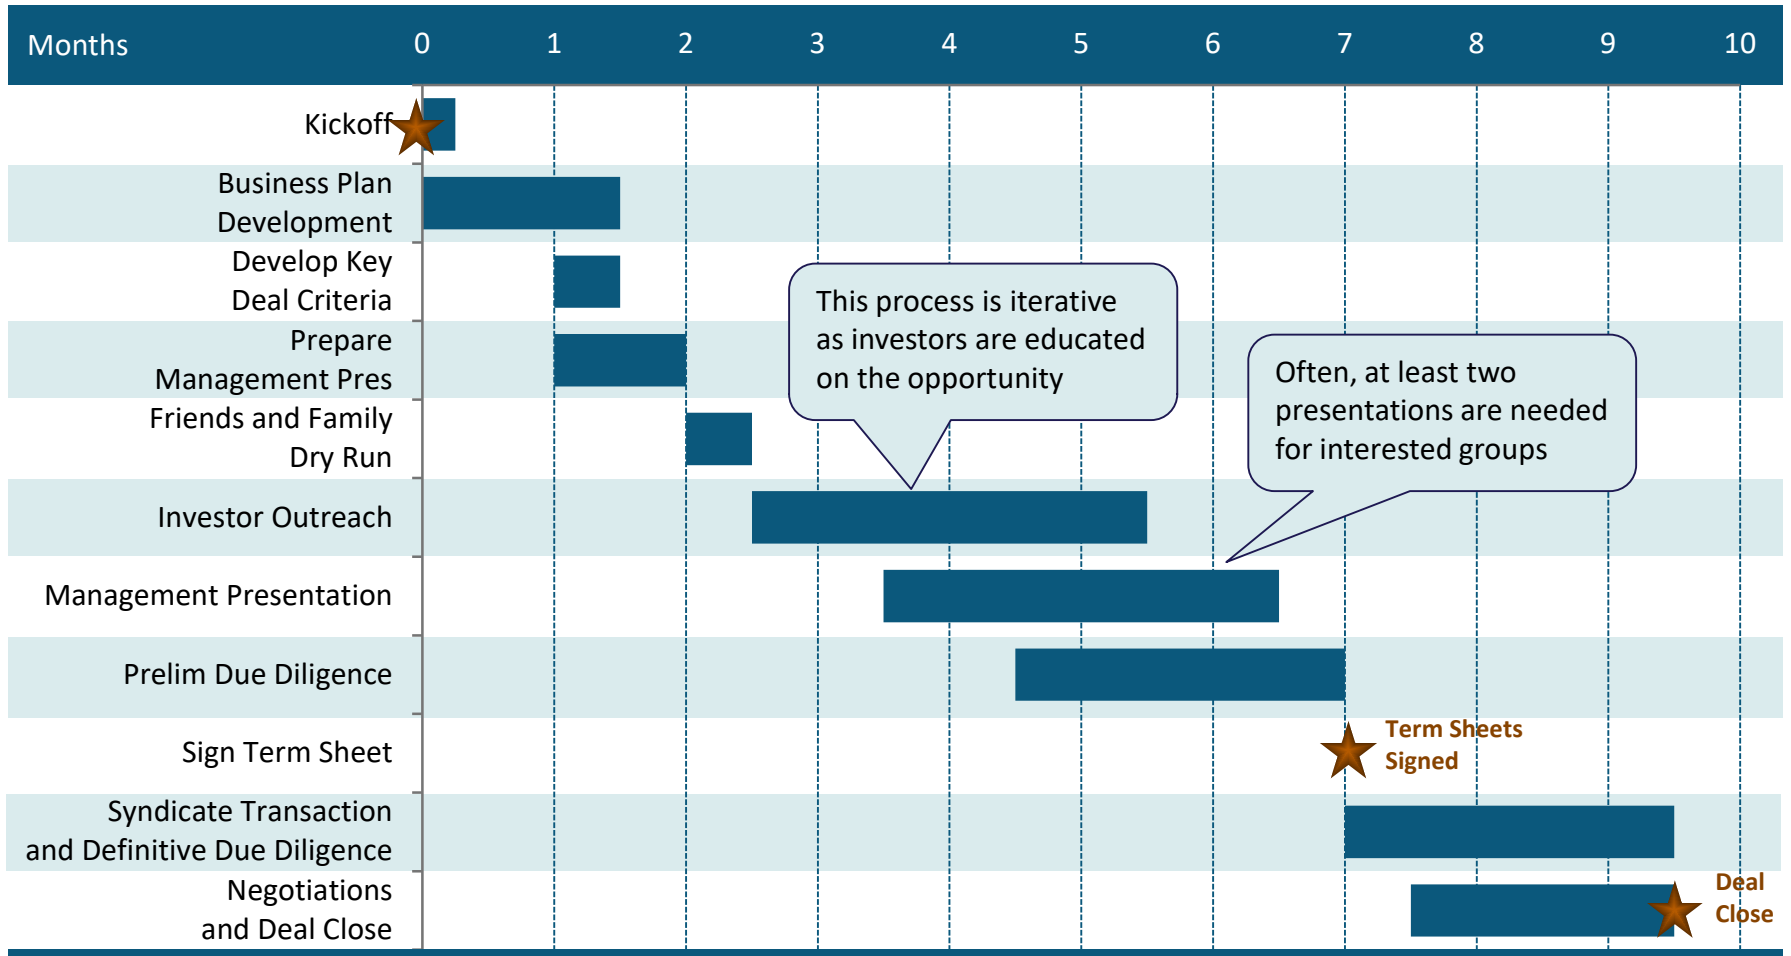 Months 0 1 2 3 4 5 6 7 8 9 10
Kickoff
Business Plan
Development
Develop Key
Deal Criteria
This process is iterative
as investors are educated
on the opportunity
Prepare
Management Pres
Often, at least two
presentations are needed
for interested groups
Friends and Family
Dry Run
Investor Outreach
Management Presentation
Prelim Due Diligence
Sign Term Sheet
Term Sheets
Signed
Syndicate Transaction
and Definitive Due Diligence
Negotiations
and Deal Close
Deal
Close